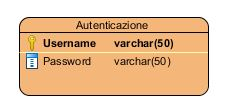 Autenticazione
Username varchar(50)
Password varchar(50)